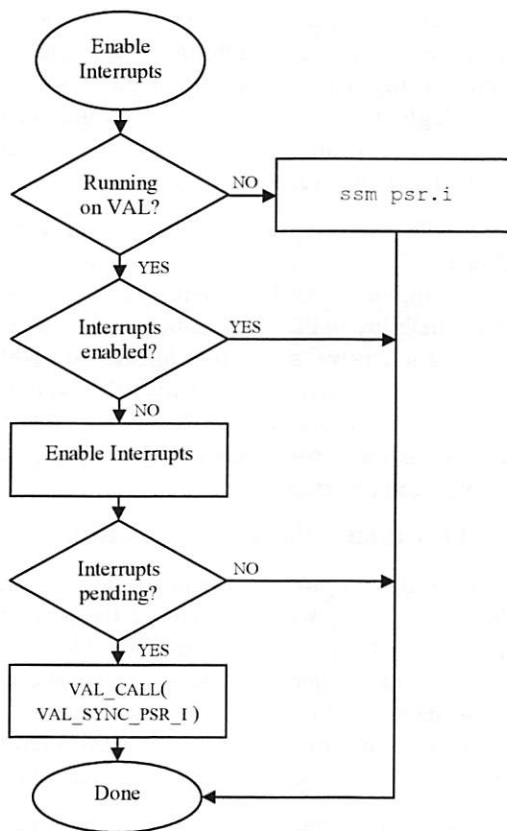 Enable
Interrupts
Running
on VAL?
NO
ssm psr.i
YES
Interrupts
enabled?
YES
NO
Enable Interrupts
Interrupts
pending?
NO
YES
VAL_CALL(
VAL_SYNC_PSR_I)
Done